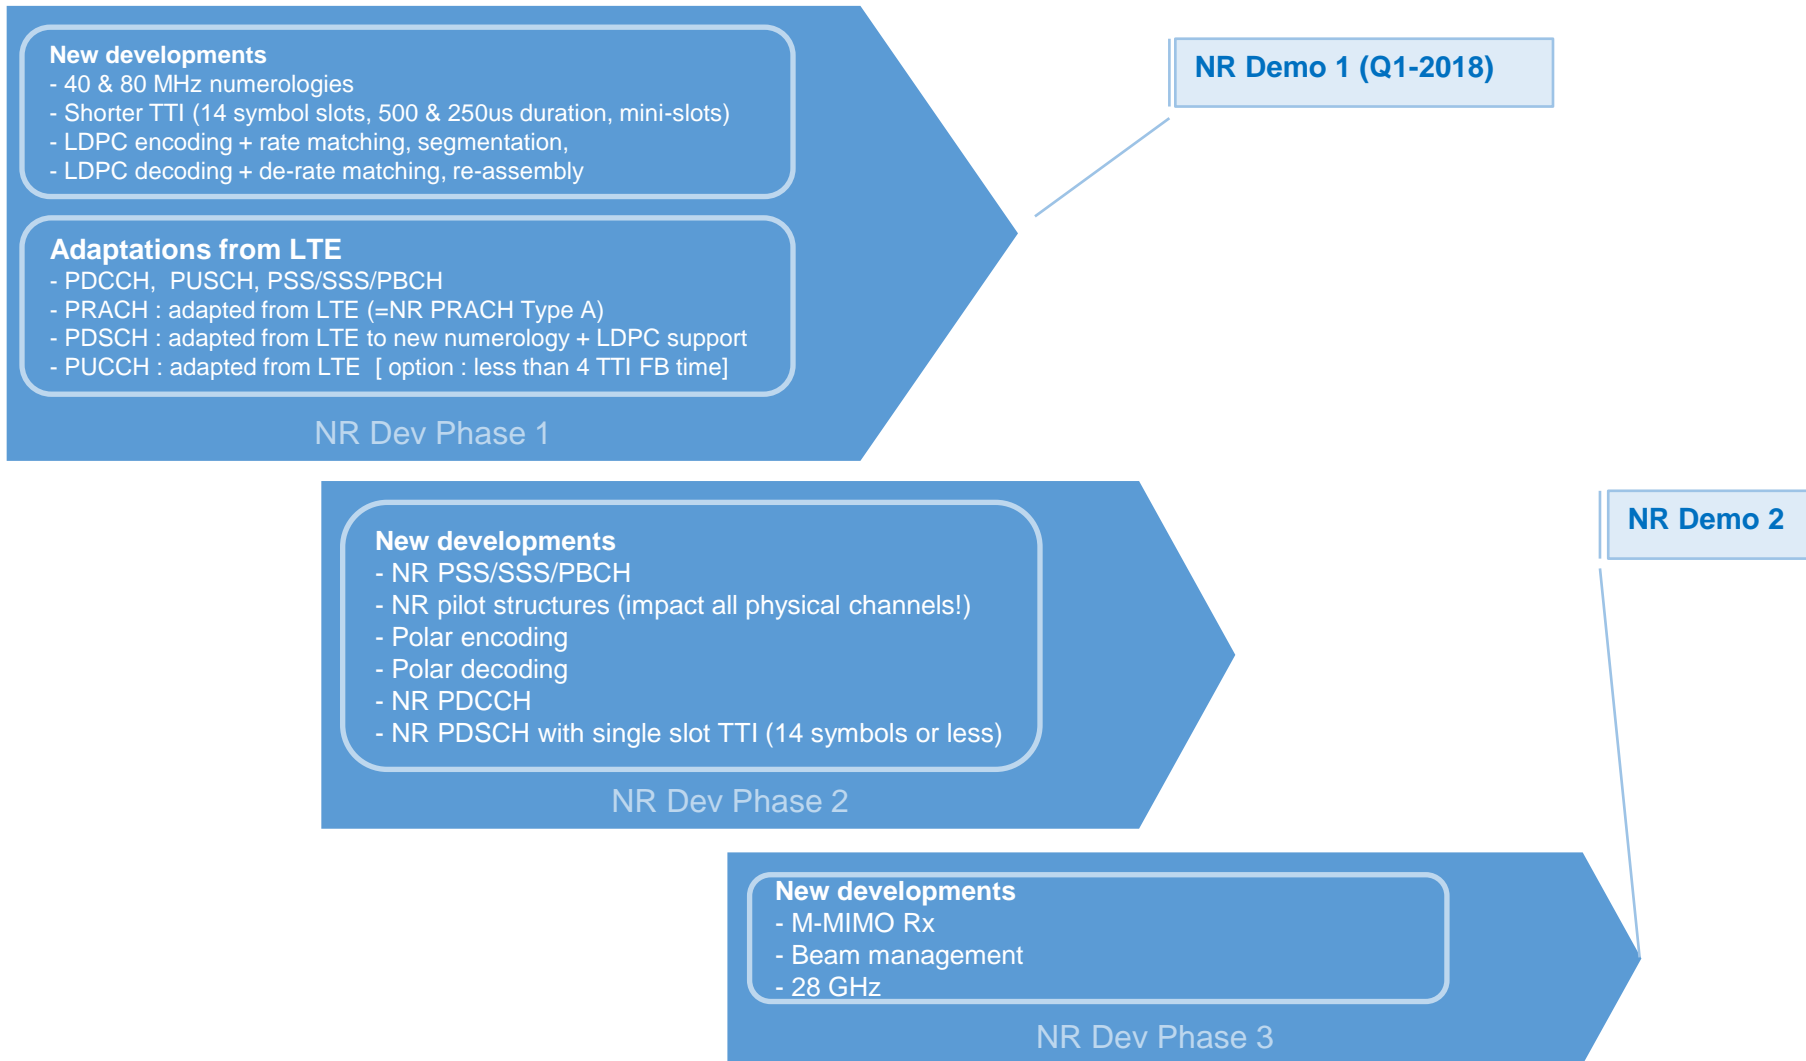 New developments
- 40 & 80 MHz numerologies
- Shorter TTI (14 symbol slots, 500 & 250us duration, mini-slots)
- LDPC encoding + rate matching, segmentation,
- LDPC decoding + de-rate matching, re-assembly
Adaptations from LTE
- PDCCH, PUSCH, PSS/SSS/PBCH
- PRACH : adapted from LTE (=NR PRACH Type A)
- PDSCH : adapted from LTE to new numerology + LDPC support
- PUCCH : adapted from LTE [ option : less than 4 TTI FB time]
NR Dev Phase 1
NR Demo 1 (Q1-2018)
New developments
- NR PSS/SSS/PBCH
- NR pilot structures (impact all physical channels!)
- Polar encoding
- Polar decoding
- NR PDCCH
- NR PDSCH with single slot TTI (14 symbols or less)
NR Dev Phase 2
NR Demo 2
New developments
- M-MIMO Rx
- Beam management
- 28 GHz
NR Dev Phase 3